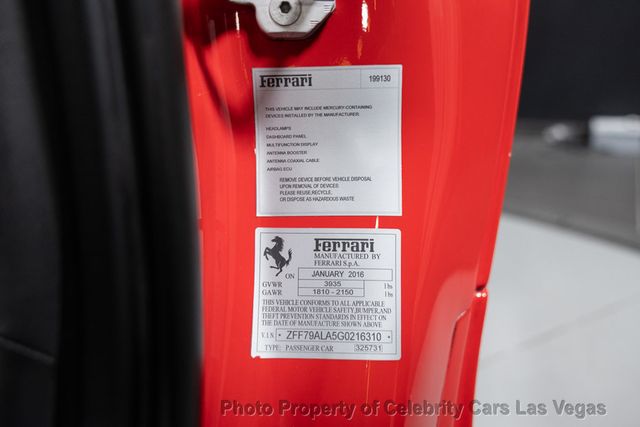 Ferrari 199130
THIS VEHICLE MAY INCLUDE MERCURY-CONTAINING
DEVICES INSTALLED BY THE MANUFACTURER:
HEADLAMPS
DASHBOARD PANEL
MULTIFUNCTION DISPLAY
ANTENNA BOOSTER
ANTENNA COAXIAL CABLE
AIRBAG ECU
REMOVE DEVICE BEFORE VEHICLE DISPOSAL
UPON REMOVAL OF DEVICES
PLEASE REUSE,RECYCLE,
OR DISPOSE AS HAZARDOUS WASTE
Ferrari
MANUFACTURED BY
FERRARI S.p.A.
ON JANUARY 2016
GVWR 3935 lbs
GAWR 1810 - 2150 lbs
THIS VEHICLE CONFORMS TO ALL APPLICABLE
FEDERAL MOTOR VEHICLE SAFETY,BUMPER,AND
THEFT PREVENTION STANDARDS IN EFFECT ON
THE DATE OF MANUFACTURE SHOWN ABOVE.
V.I.N. * ZFF79ALA5G0216310 *
TYPE: PASSENGER CAR 325731
Photo Property of Celebrity Cars Las Vegas